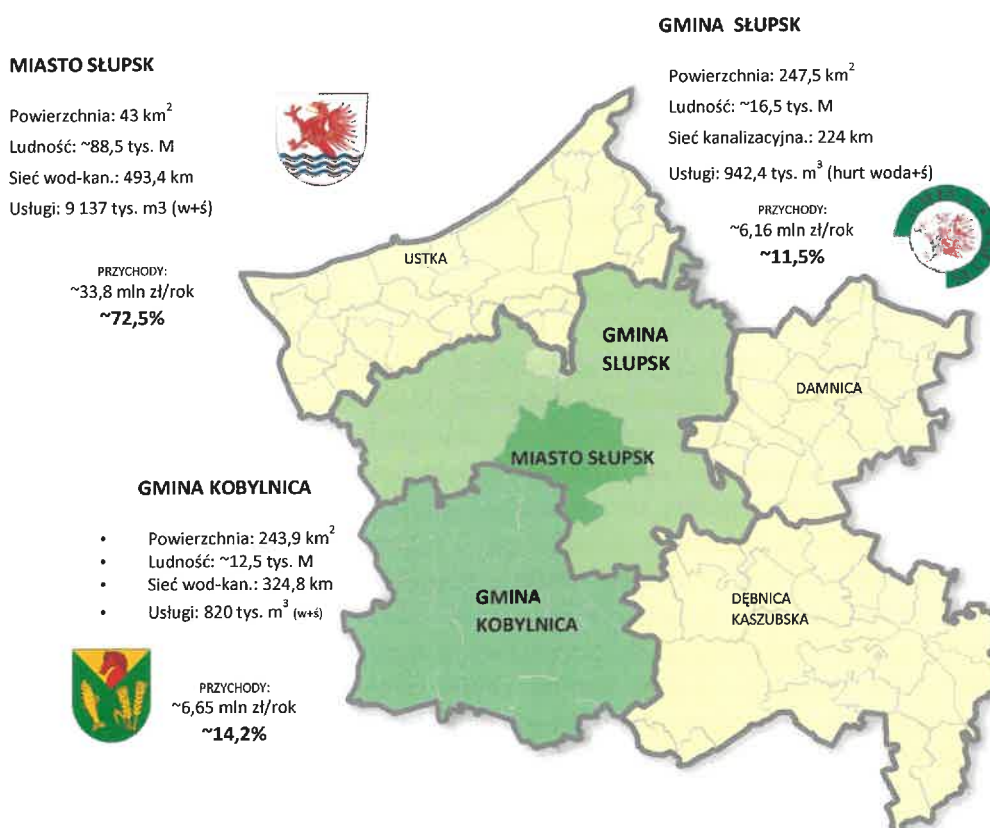 MIASTO SŁUPSK
Powierzchnia: 43 km²
Ludność: ~88,5 tys. M
Sieć wod-kan.: 493,4 km
Usługi: 9 137 tys. m3 (w+ś)
PRZYCHODY:
~33,8 mln zł/rok
~72,5%
GMINA SŁUPSK
Powierzchnia: 247,5 km²
Ludność: ~16,5 tys. M
Sieć kanalizacyjna.: 224 km
Usługi: 942,4 tys. m³ (hurt woda+ś)
PRZYCHODY:
~6,16 mln zł/rok
~11,5%
USTKA
GMINA
SLUPSK
DAMNICA
MIASTO SŁUPSK
GMINA KOBYLNICA
• Powierzchnia: 243,9 km²
• Ludność: ~12,5 tys. M
• Sieć wod-kan.: 324,8 km
• Usługi: 820 tys. m³ (w+ś)
PRZYCHODY:
~6,65 mln zł/rok
~14,2%
GMINA
KOBYLNICA
DĘBNICA
KASZUBSKA